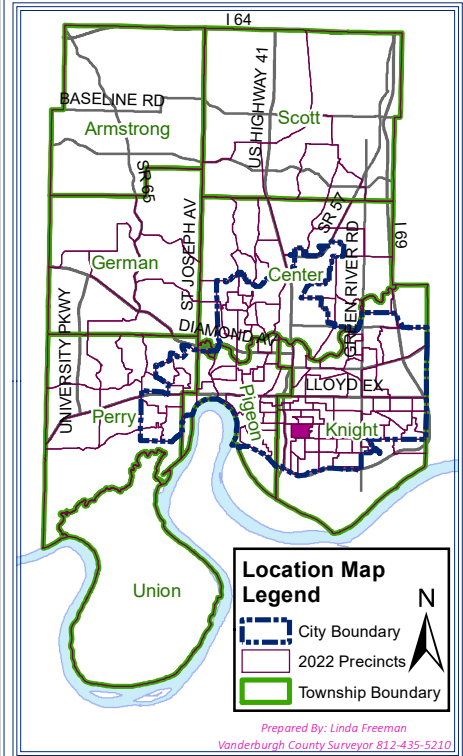 I 64
US HIGHWAY 41
BASELINE RD
Scott
Armstrong
SR 65
SR 57
I 69
ST JOSEPH AV
GREEN RIVER RD
German
Center
UNIVERSITY PKWY
DIAMOND AV
LLOYD EX
Pigeon
Perry
Knight
Union
Location Map
Legend
N
City Boundary
2022 Precincts
Township Boundary
Prepared By: Linda Freeman
Vanderburgh County Surveyor 812-435-5210